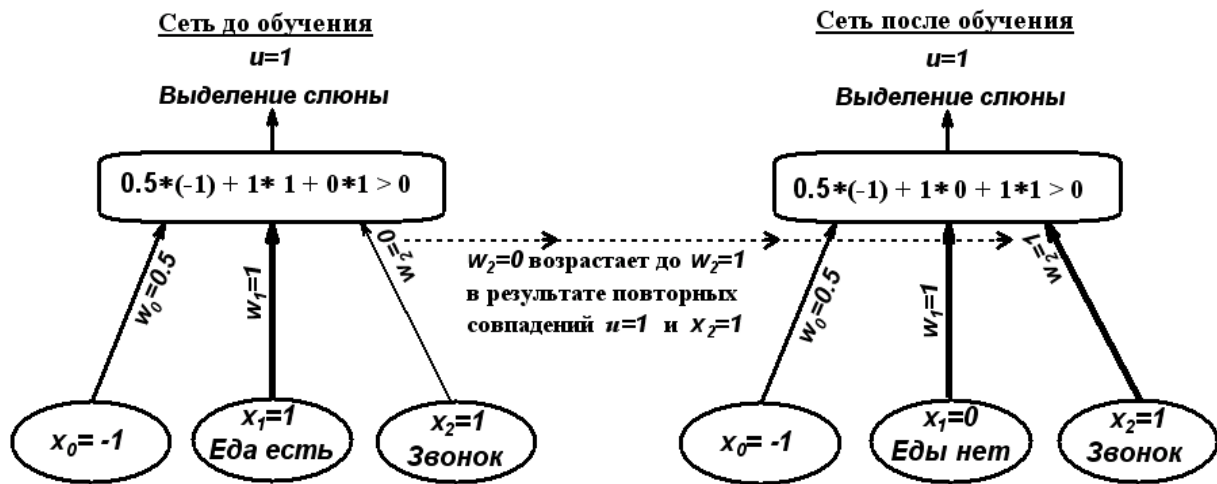 Сеть до обучения
u=1
Выделение слюны
0.5*(-1) + 1* 1 + 0*1 > 0
w₀=0.5
w₁=1
w₂=0
x₀= -1
x₁=1
Еда есть
x₂=1
Звонок
w₂=0 возрастает до w₂=1
в результате повторных
совпадений u=1 и x₂=1
Сеть после обучения
u=1
Выделение слюны
0.5*(-1) + 1* 0 + 1*1 > 0
w₀=0.5
w₁=1
w₂=1
x₀= -1
x₁=0
Еды нет
x₂=1
Звонок